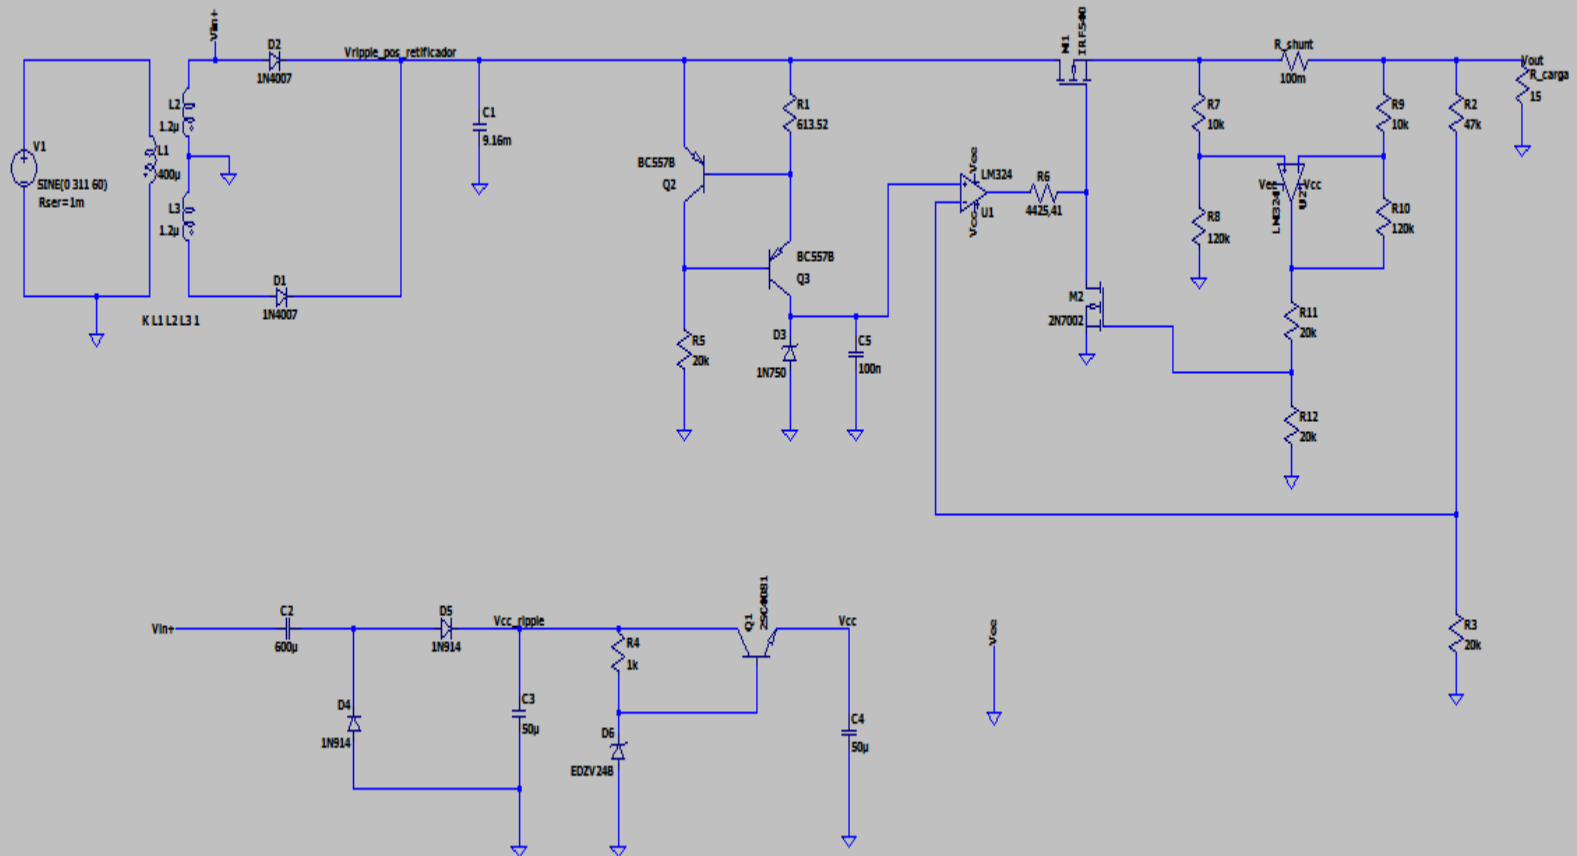 Vin+
D2
1N4007
Vripple_pos_retificador
M1
IRF540
R_shunt
100m
Vout
R_carga
15
V1
SINE(0 311 60)
Rser=1m
L2
1.2µ
L1
400µ
L3
1.2µ
C1
9.16m
R1
613.52
BC557B
Q2
Vee
LM324
U1
Vcc
R6
4425,41
R7
10k
R9
10k
R2
47k
Vee
Vcc
LM324
U2
R8
120k
R10
120k
BC557B
Q3
D1
1N4007
K L1 L2 L3 1
M2
2N7002
R11
20k
R5
20k
D3
1N750
C5
100n
R12
20k
Vin+
C2
600µ
D5
1N914
Vcc_ripple
R4
1k
Q1
2SC4081
Vcc
Vee
R3
20k
D4
1N914
C3
50µ
D6
EDZV24B
C4
50µ